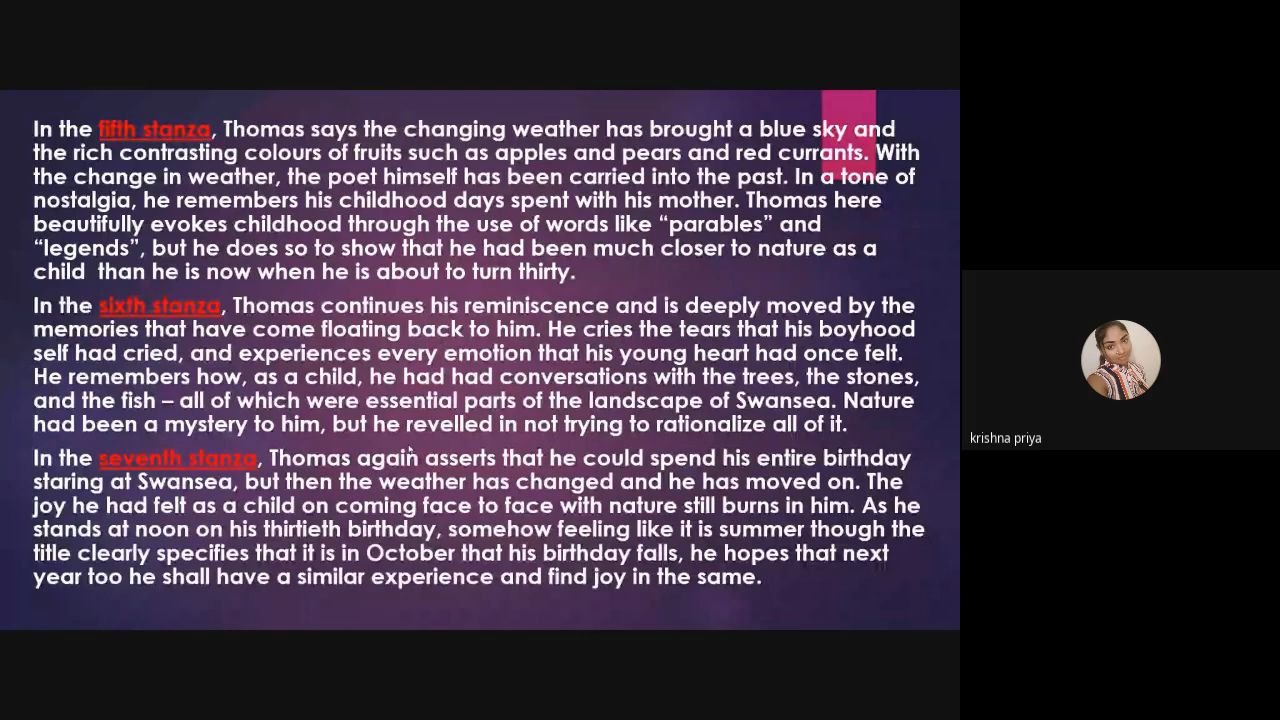 In the fifth stanza, Thomas says the changing weather has brought a blue sky and
the rich contrasting colours of fruits such as apples and pears and red currants. With
the change in weather, the poet himself has been carried into the past. In a tone of
nostalgia, he remembers his childhood days spent with his mother. Thomas here
beautifully evokes childhood through the use of words like “parables” and
“legends”, but he does so to show that he had been much closer to nature as a
child  than he is now when he is about to turn thirty.
In the sixth stanza, Thomas continues his reminiscence and is deeply moved by the
memories that have come floating back to him. He cries the tears that his boyhood
self had cried, and experiences every emotion that his young heart had once felt.
He remembers how, as a child, he had had conversations with the trees, the stones,
and the fish – all of which were essential parts of the landscape of Swansea. Nature
had been a mystery to him, but he revelled in not trying to rationalize all of it.
In the seventh stanza, Thomas again asserts that he could spend his entire birthday
staring at Swansea, but then the weather has changed and he has moved on. The
joy he had felt as a child on coming face to face with nature still burns in him. As he
stands at noon on his thirtieth birthday, somehow feeling like it is summer though the
title clearly specifies that it is in October that his birthday falls, he hopes that next
year too he shall have a similar experience and find joy in the same.
krishna priya